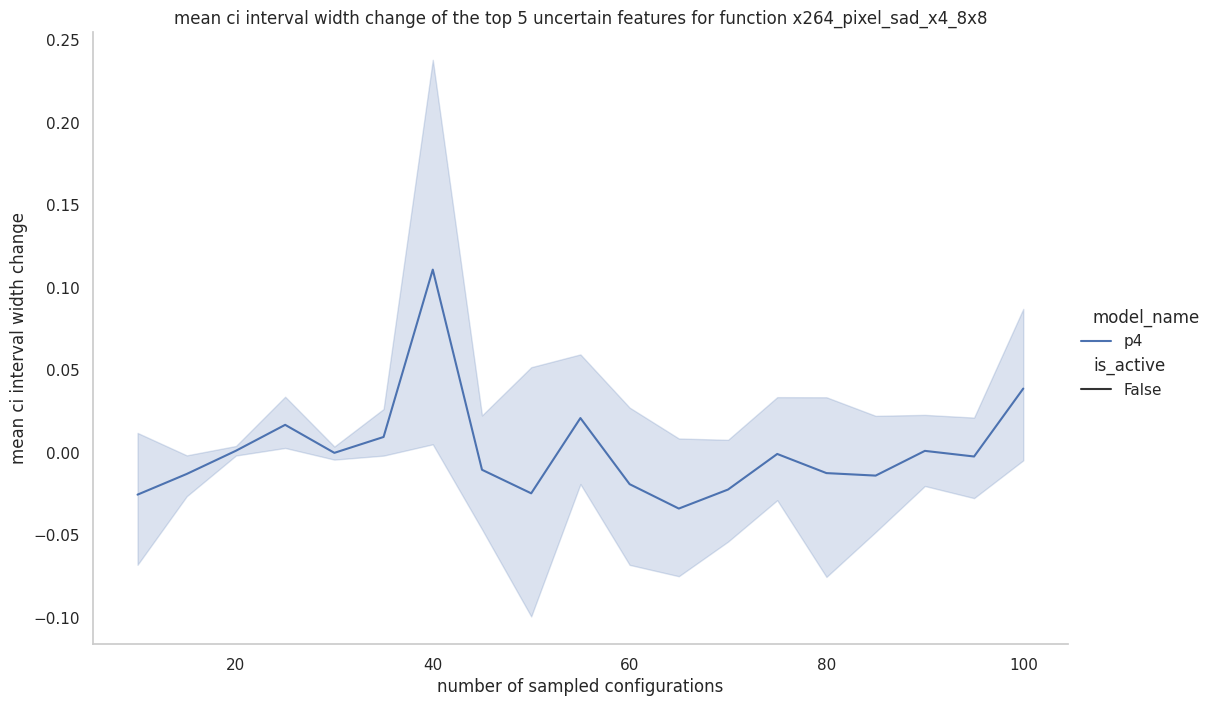 mean ci interval width change of the top 5 uncertain features for function x264_pixel_sad_x4_8x8
mean ci interval width change
0.25
0.20
0.15
0.10
0.05
0.00
−0.05
−0.10
20
40
60
80
100
number of sampled configurations
model_name
p4
is_active
False